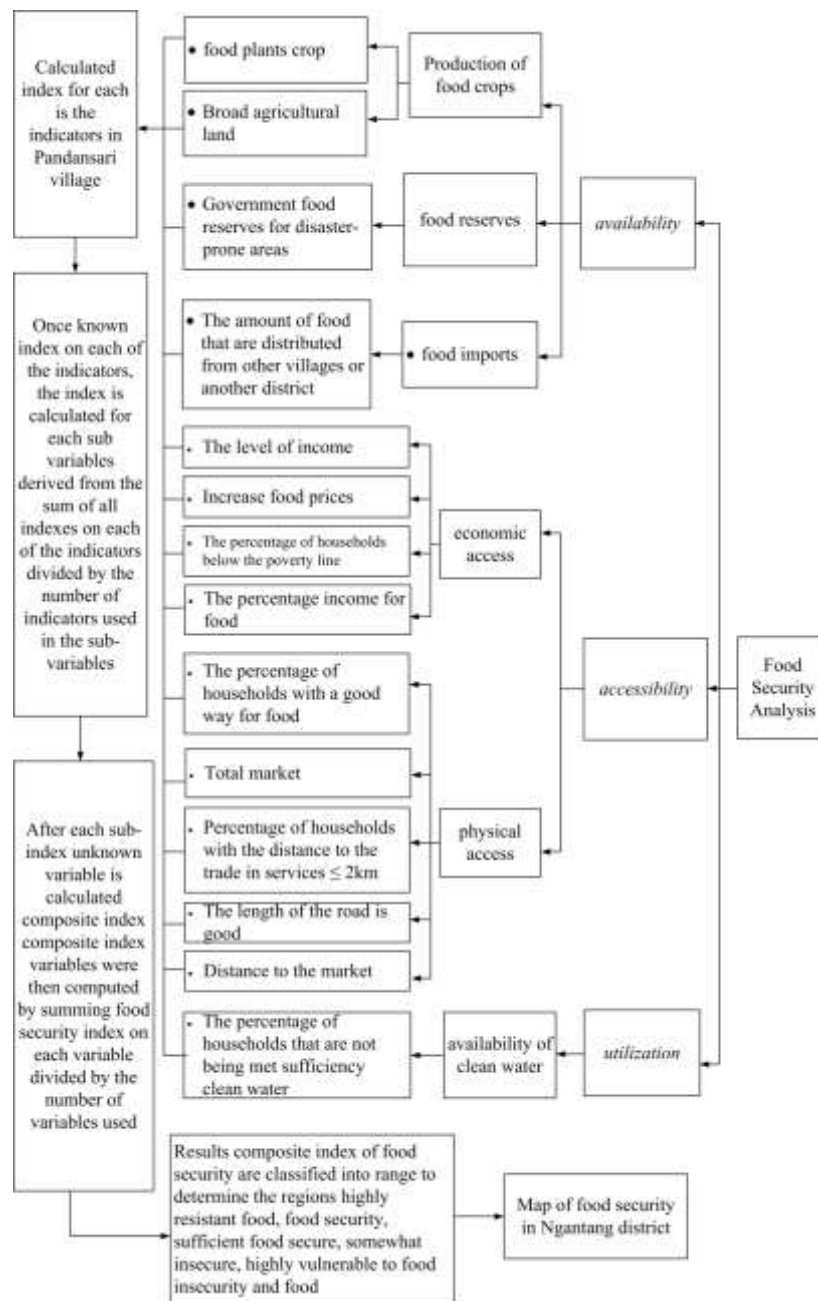 Calculated
index for each
is the
indicators in
Pandansari
village
• food plants crop
• Broad agricultural
land
Production of
food crops
• Government food
reserves for disaster-
prone areas
food reserves
availability
• The amount of food
that are distributed
from other villages or
another district
• food imports
Once known
index on each of
the indicators,
the index is
calculated for
each sub
variables
derived from the
sum of all
indexes on each
of the indicators
divided by the
number of
indicators used
in the sub-
variables
• The level of income
• Increase food prices
• The percentage of households
below the poverty line
• The percentage income for
food
economic
access
• The percentage of
households with a good
way for food
• Total market
• Percentage of households
with the distance to the
trade in services ≤ 2km
• The length of the road is
good
• Distance to the market
physical
access
accessibility
Food
Security
Analysis
After each sub-
index unknown
variable is
calculated
composite index
composite index
variables were
then computed
by summing food
security index on
each variable
divided by the
number of
variables used
• The percentage of
households that are not
being met sufficiency
clean water
availability of
clean water
utilization
Results composite index of food
security are classified into range to
determine the regions highly
resistant food, food security,
sufficient food secure, somewhat
insecure, highly vulnerable to food
insecurity and food
Map of food security
in Ngantang district